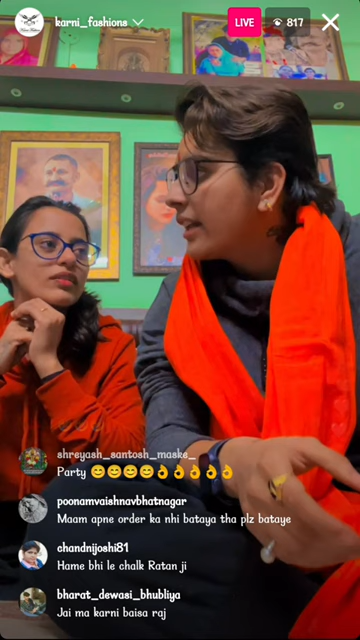 karni_fashions
LIVE
817
shreyash_santosh_maske_
Party 😄😄😄😄👌👌👌👌👌
poonamvaishnavbhatnagar
Maam apne order ka nhi bataya tha plz bataye
chandnijoshi81
Hame bhi le chalk Ratan ji
bharat_dewasi_bhubliya
Jai ma karni baisa raj